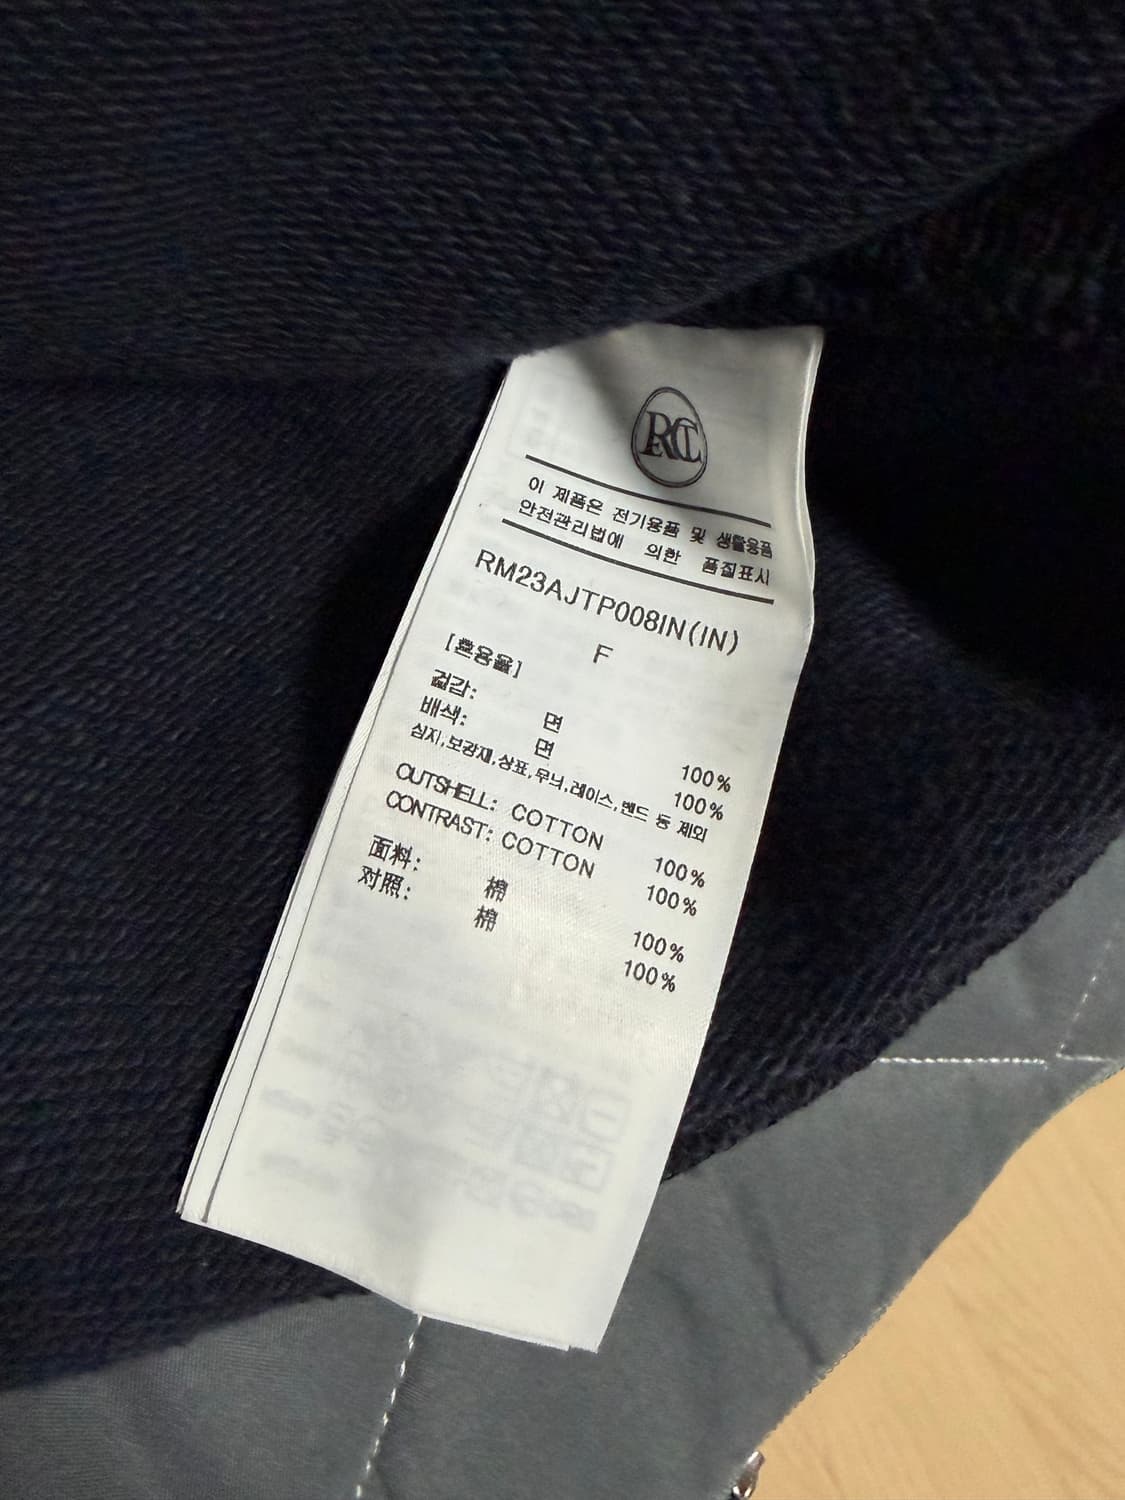 RECTO
이 제품은 전기용품 및 생활용품
안전관리법에 의한 품질표시
RM23AJTP008IN(IN)
F
[혼용율]
겉감: 면 100%
배색: 면 100%
심지,보강재,상표,무늬,레이스,밴드 등 제외
OUTSHELL: COTTON 100%
CONTRAST: COTTON 100%
面料: 棉 100%
对照: 棉 100%